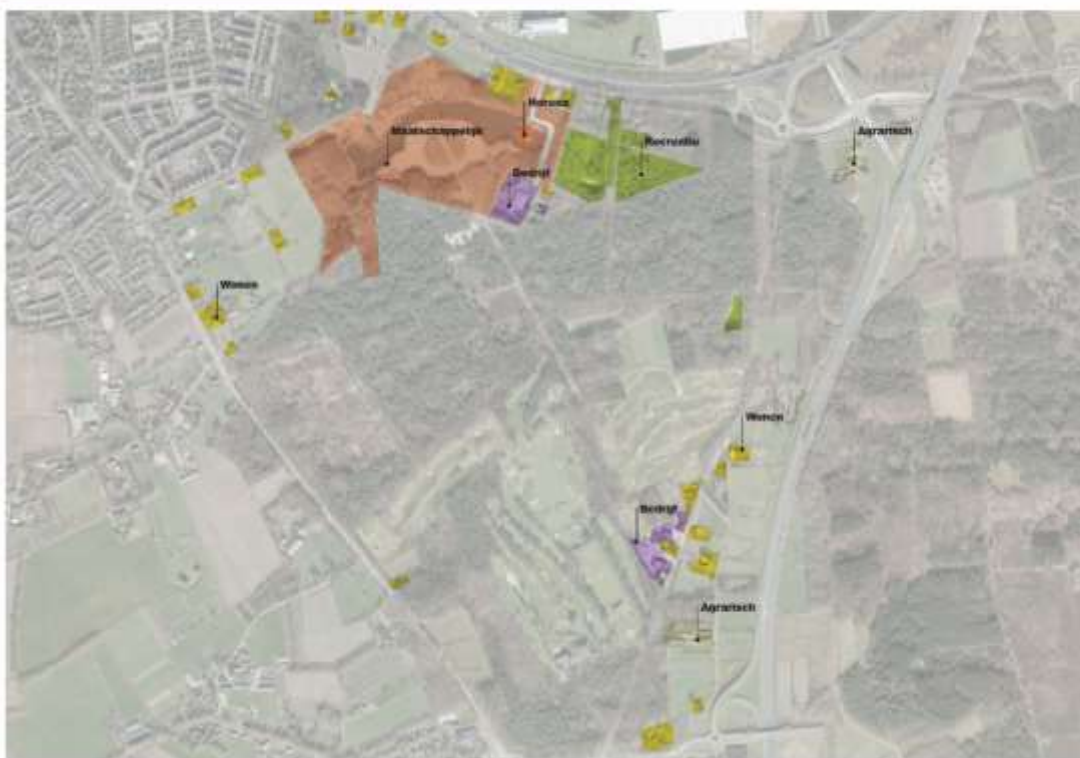 Horeca
Maatschappelijk
Recreatie
Agrarisch
Bedrijf
Wonen
Wonen
Bedrijf
Agrarisch